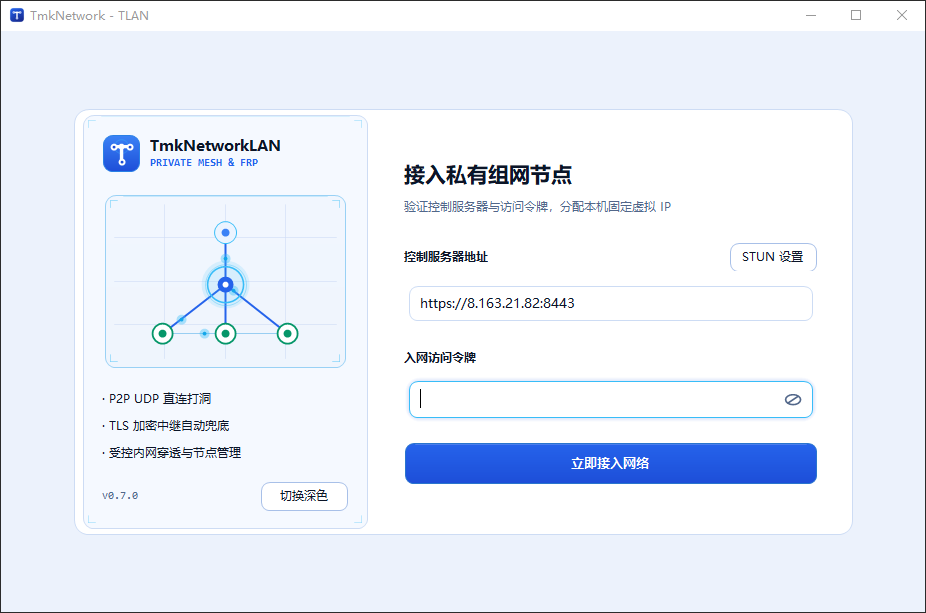 TmkNetwork - TLAN
TmkNetworkLAN
PRIVATE MESH & FRP
· P2P UDP 直连打洞
· TLS 加密中继自动兜底
· 受控内网穿透与节点管理
v0.7.0
切换深色
接入私有组网节点
验证控制服务器与访问令牌，分配本机固定虚拟 IP
控制服务器地址
STUN 设置
https://8.163.21.82:8443
入网访问令牌
立即接入网络